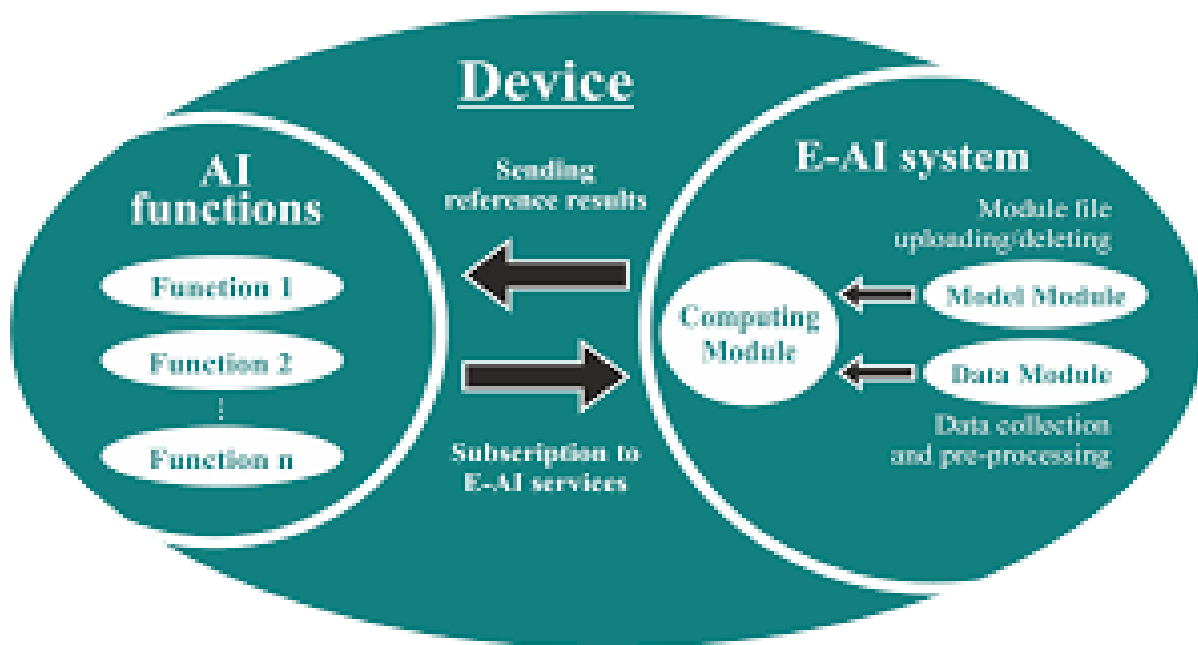 Device
AI
functions
Function 1
Function 2
⋮
Function n
Sending
reference results
Subscription to
E-AI services
E-AI system
Module file
uploading/deleting
Computing
Module
Model Module
Data Module
Data collection
and pre-processing